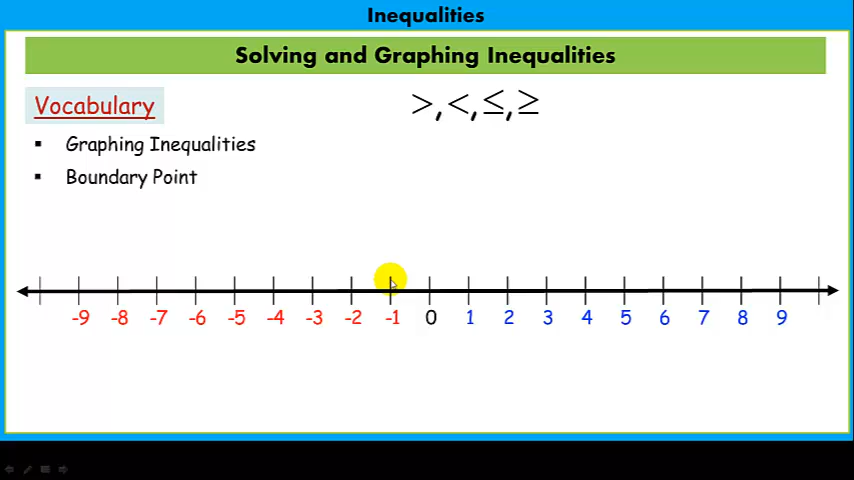 Inequalities
Solving and Graphing Inequalities
Vocabulary
>,<,≤,≥
▪ Graphing Inequalities
▪ Boundary Point
-9 -8 -7 -6 -5 -4 -3 -2 -1 0 1 2 3 4 5 6 7 8 9